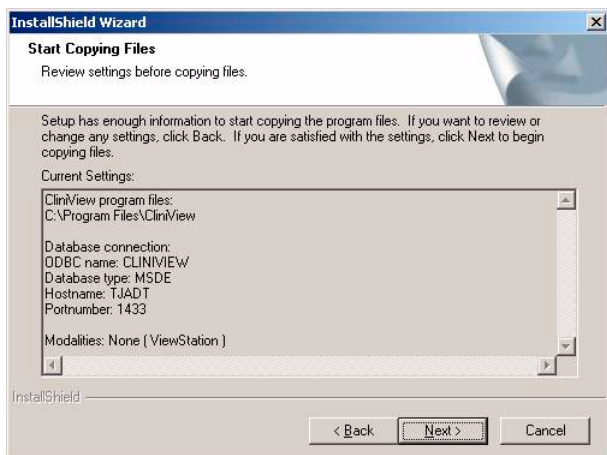 InstallShield Wizard
Start Copying Files
Review settings before copying files.
Setup has enough information to start copying the program files. If you want to review or
change any settings, click Back. If you are satisfied with the settings, click Next to begin
copying files.
Current Settings:
CliniView program files:
C:\Program Files\CliniView
Database connection:
ODBC name: CLINIVIEW
Database type: MSDE
Hostname: TJADT
Portnumber: 1433
Modalities: None ( ViewStation )
InstallShield
< Back Next > Cancel